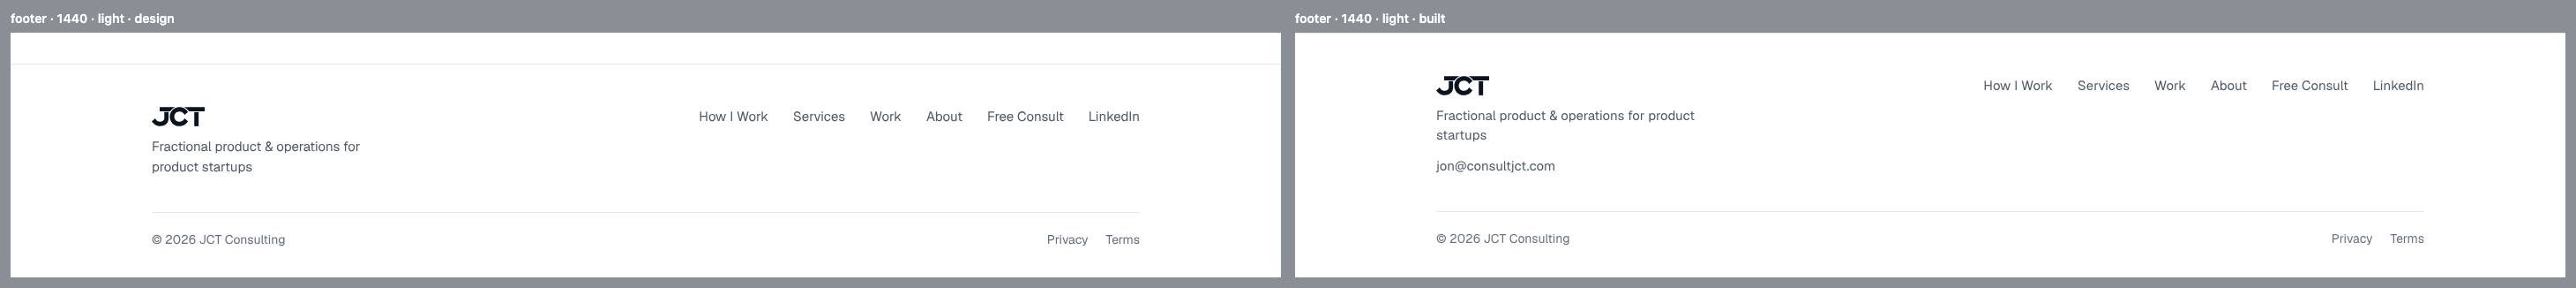 footer · 1440 · light · design
JCT
How I Work Services Work About Free Consult LinkedIn
Fractional product & operations for
product startups
© 2026 JCT Consulting
Privacy Terms
footer · 1440 · light · built
JCT
How I Work Services Work About Free Consult LinkedIn
Fractional product & operations for product
startups
jon@consultjct.com
© 2026 JCT Consulting
Privacy Terms